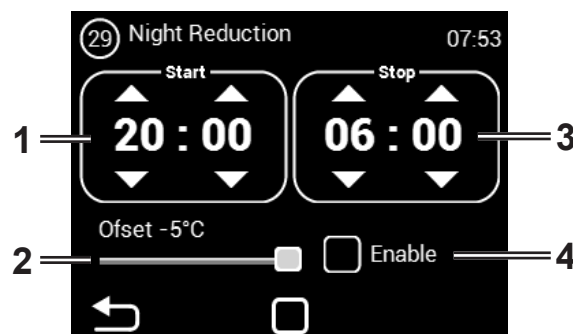 29 Night Reduction 07:53
Start Stop
1 20 : 00 06 : 00 3
Ofset -5°C
2 Enable 4